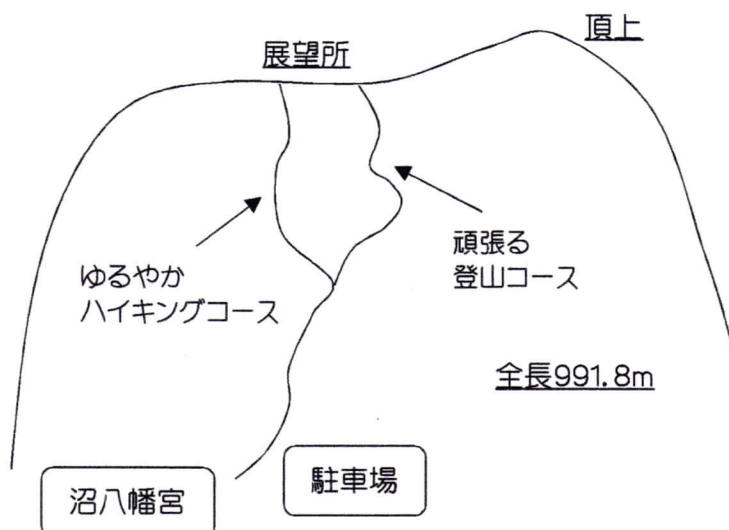 頂上
展望所
ゆるやか
ハイキングコース
頑張る
登山コース
全長991.8m
駐車場
沼八幡宮